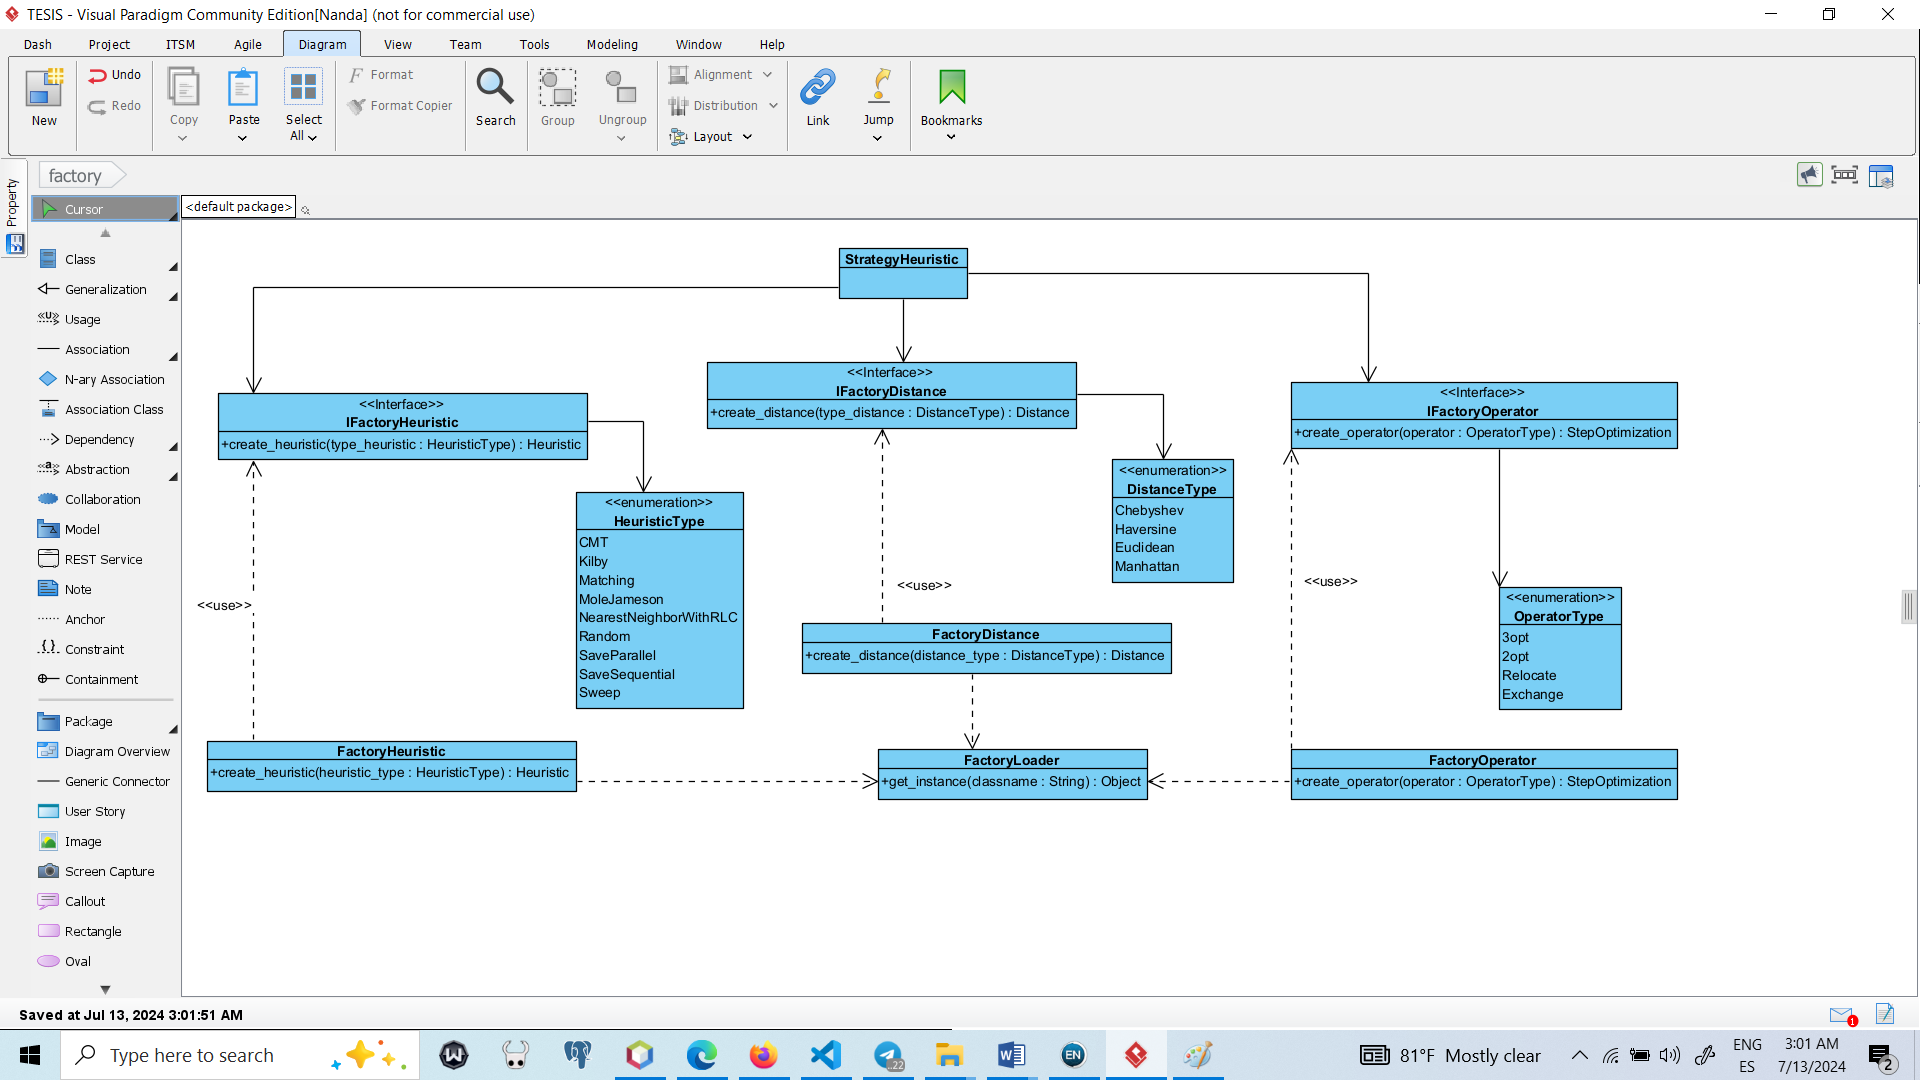 TESIS - Visual Paradigm Community Edition[Nanda] (not for commercial use)
Dash Project ITSM Agile Diagram View Team Tools Modeling Window Help
New
Undo
Redo
Copy
Paste
Select
All
Format
Format Copier
Search
Group
Ungroup
Alignment
Distribution
Layout
Link
Jump
Bookmarks
Property
factory
<default package>
Cursor
Class
Generalization
Usage
Association
N-ary Association
Association Class
Dependency
Abstraction
Collaboration
Model
REST Service
Note
Anchor
Constraint
Containment
Package
Diagram Overview
Generic Connector
User Story
Image
Screen Capture
Callout
Rectangle
Oval
StrategyHeuristic
<<Interface>>
IFactoryHeuristic
+create_heuristic(type_heuristic : HeuristicType) : Heuristic
<<Interface>>
IFactoryDistance
+create_distance(type_distance : DistanceType) : Distance
<<Interface>>
IFactoryOperator
+create_operator(operator : OperatorType) : StepOptimization
<<enumeration>>
HeuristicType
CMT
Kilby
Matching
MoleJameson
NearestNeighborWithRLC
Random
SaveParallel
SaveSequential
Sweep
<<enumeration>>
DistanceType
Chebyshev
Haversine
Euclidean
Manhattan
<<enumeration>>
OperatorType
3opt
2opt
Relocate
Exchange
<<use>>
<<use>>
<<use>>
FactoryDistance
+create_distance(distance_type : DistanceType) : Distance
FactoryHeuristic
+create_heuristic(heuristic_type : HeuristicType) : Heuristic
FactoryLoader
+get_instance(classname : String) : Object
FactoryOperator
+create_operator(operator : OperatorType) : StepOptimization
Saved at Jul 13, 2024 3:01:51 AM
1
Type here to search
22
EN
81°F Mostly clear
ENG
ES
3:01 AM
7/13/2024
2